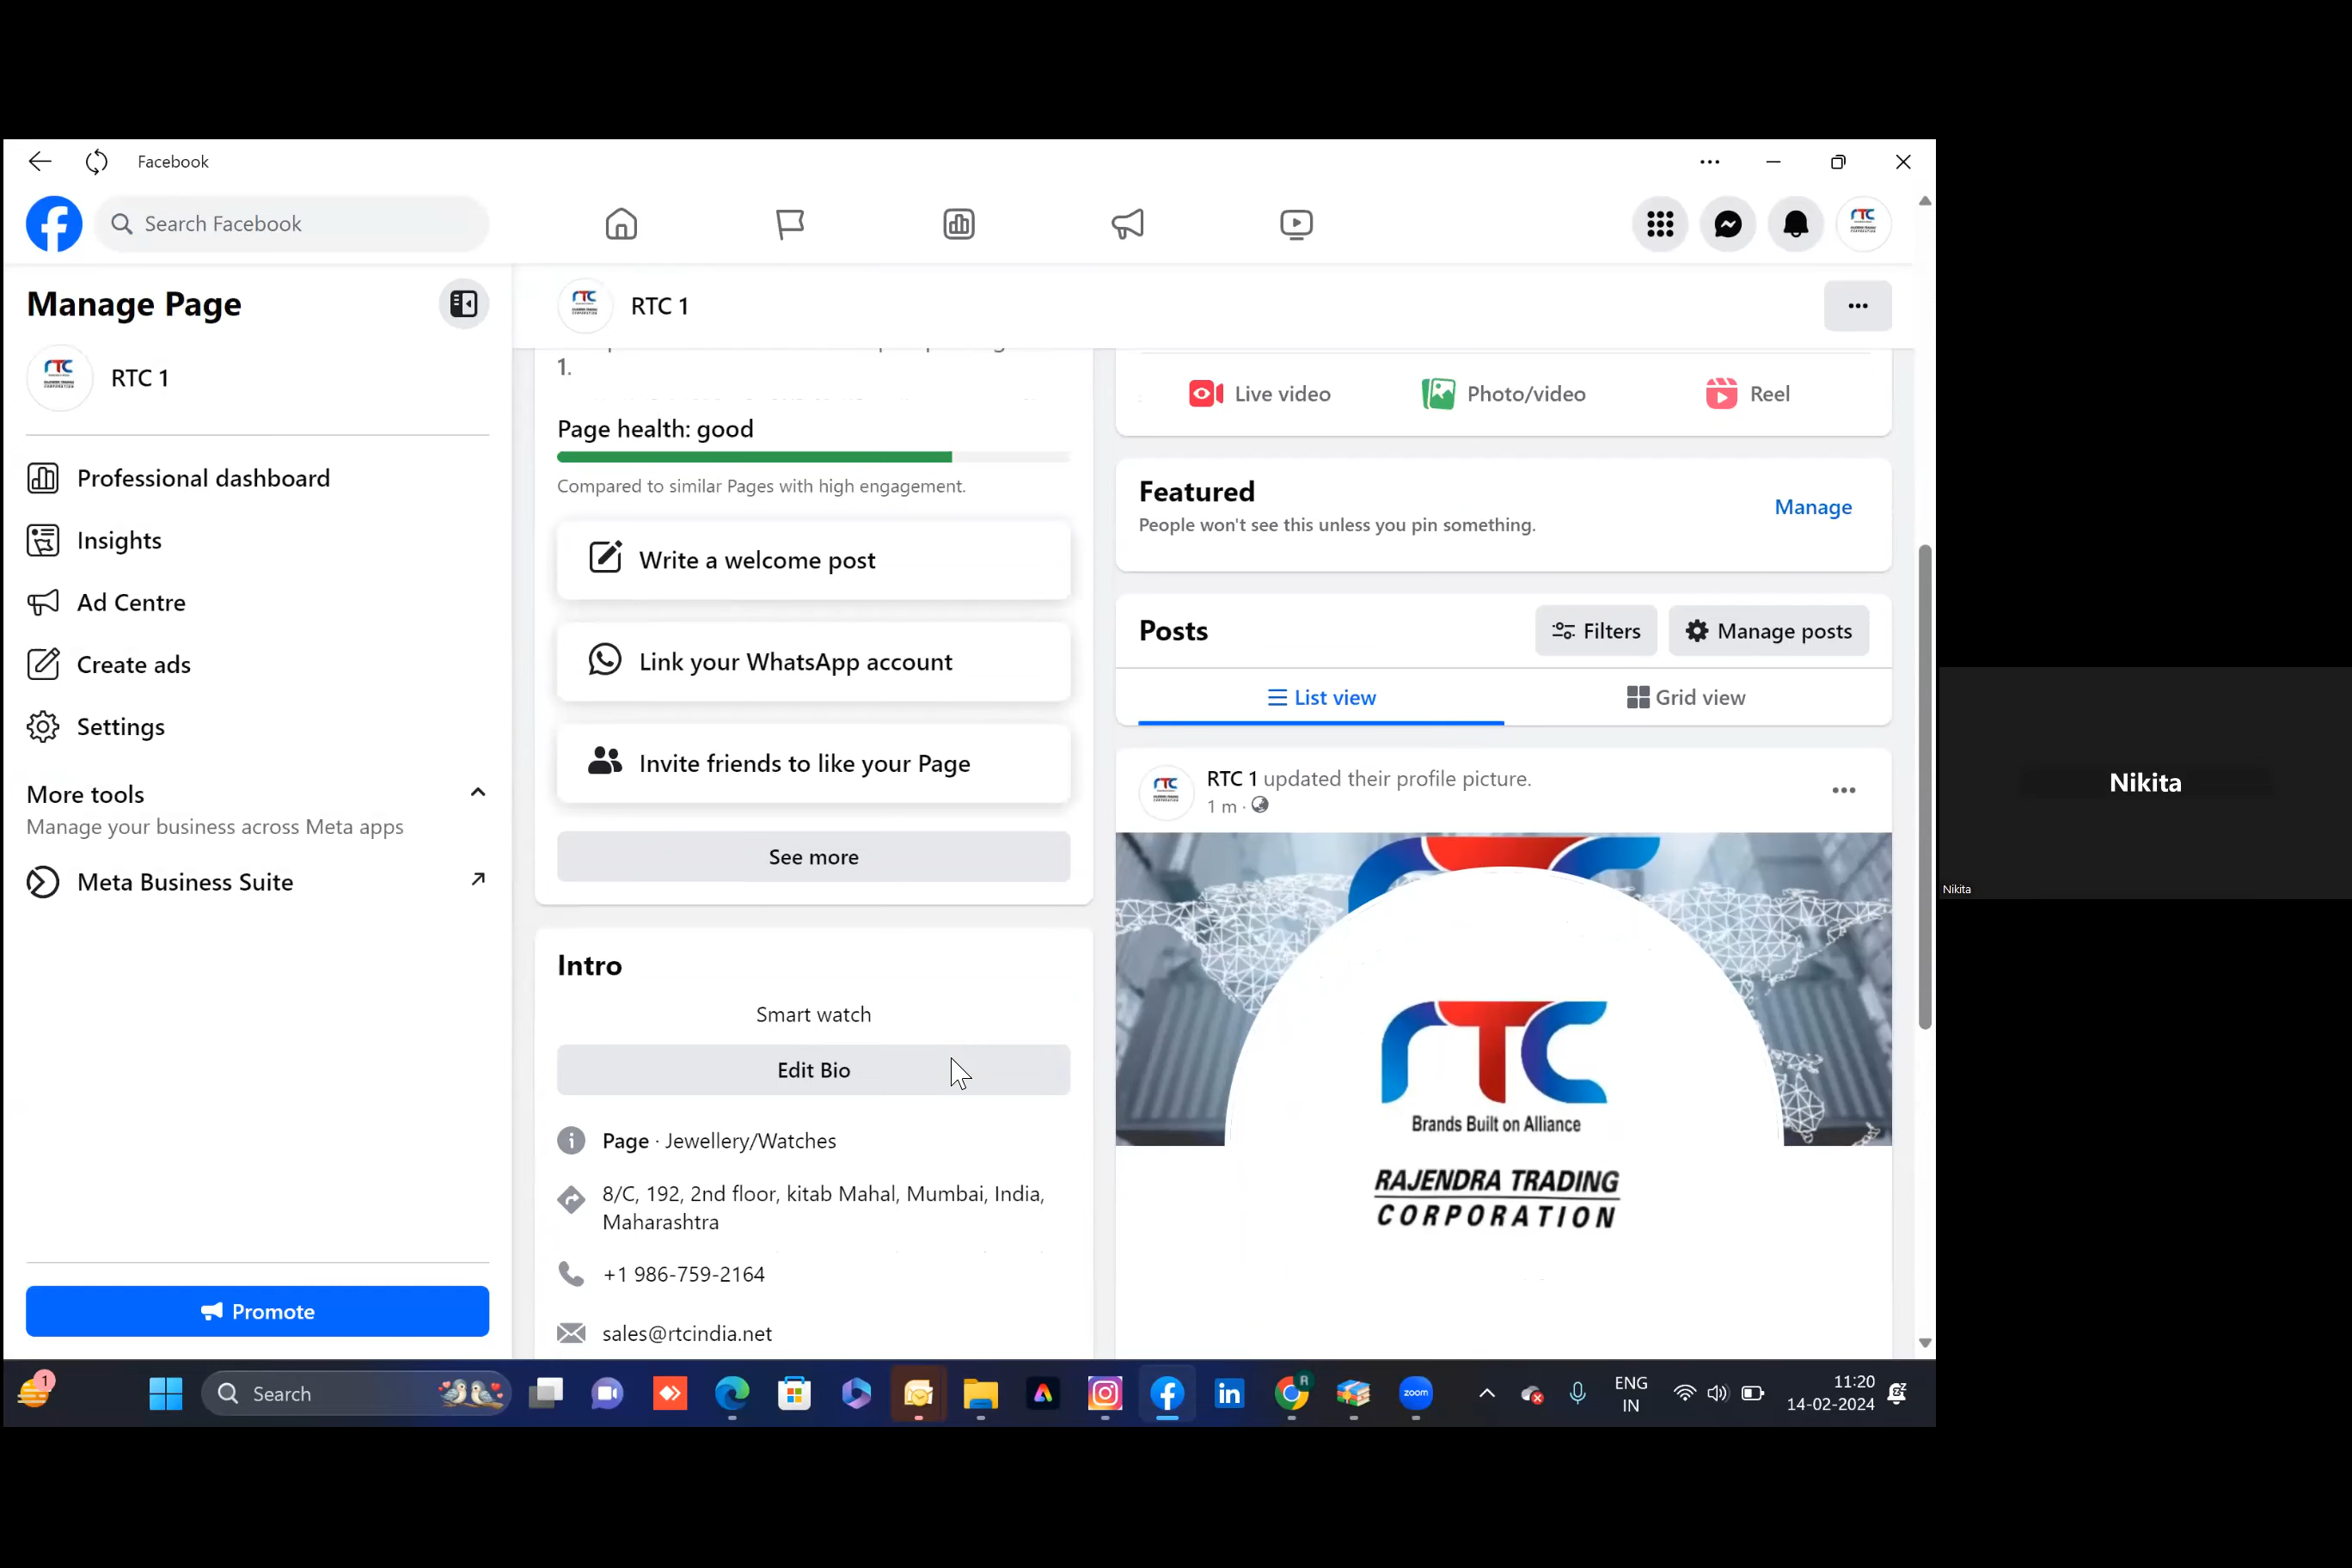 Facebook
Search Facebook
Manage Page
RTC 1
Professional dashboard
Insights
Ad Centre
Create ads
Settings
More tools
Manage your business across Meta apps
Meta Business Suite
Promote
RTC 1
1.
Page health: good
Compared to similar Pages with high engagement.
Write a welcome post
Link your WhatsApp account
Invite friends to like your Page
See more
Intro
Smart watch
Edit Bio
Page · Jewellery/Watches
8/C, 192, 2nd floor, kitab Mahal, Mumbai, India,
Maharashtra
+1 986-759-2164
sales@rtcindia.net
Live video
Photo/video
Reel
Featured
People won't see this unless you pin something.
Manage
Posts
Filters
Manage posts
List view
Grid view
RTC 1 updated their profile picture.
1 m ·
rTC
Brands Built on Alliance
RAJENDRA TRADING
CORPORATION
Nikita
Nikita
1
Search
in
R
zoom
ENG
IN
11:20
14-02-2024